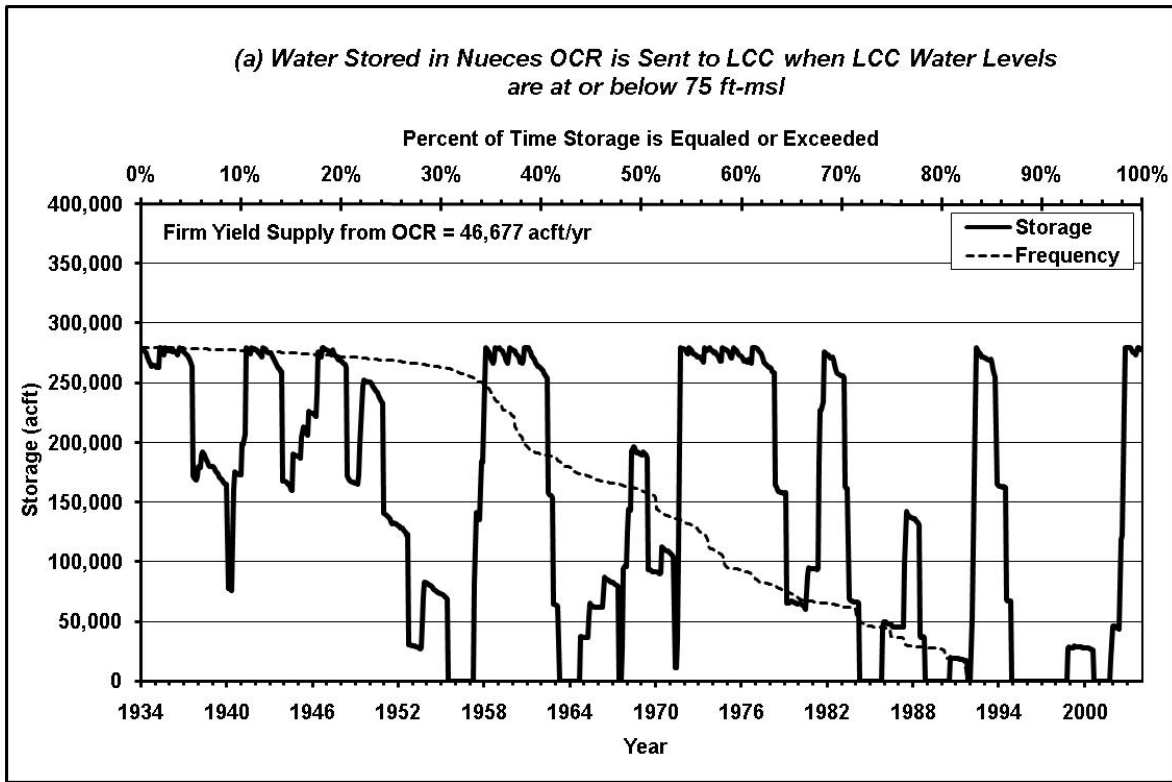 (a) Water Stored in Nueces OCR is Sent to LCC when LCC Water Levels
are at or below 75 ft-msl
Percent of Time Storage is Equaled or Exceeded
0% 10% 20% 30% 40% 50% 60% 70% 80% 90% 100%
400,000
Firm Yield Supply from OCR = 46,677 acft/yr
Storage
Frequency
350,000
300,000
250,000
200,000
150,000
100,000
50,000
0
Storage (acft)
1934 1940 1946 1952 1958 1964 1970 1976 1982 1988 1994 2000
Year